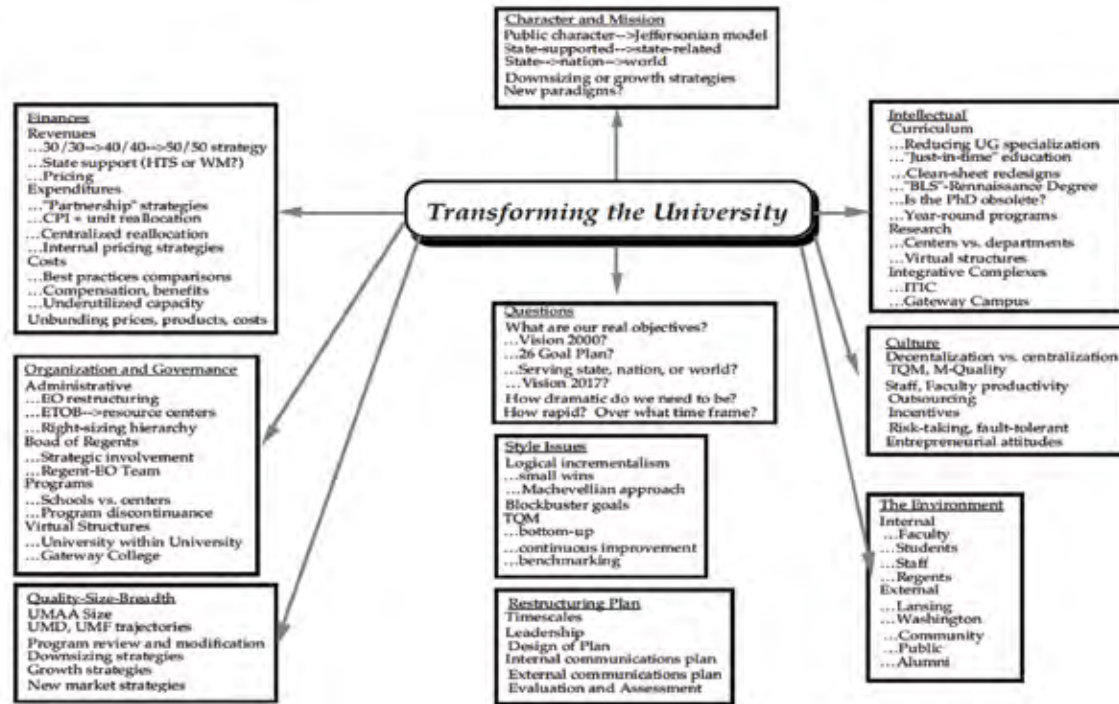 Character and Mission
Public character-->Jeffersonian model
State-supported-->state-related
State-->nation-->world
Downsizing or growth strategies
New paradigms?
Finances
Revenues
...30/30-->40/40-->50/50 strategy
...State support (HTS or WM?)
...Pricing
Expenditures
..."Partnership" strategies
...CPI + unit reallocation
...Centralized reallocation
...Internal pricing strategies
Costs
...Best practices comparisons
...Compensation, benefits
...Underutilized capacity
Unbunding prices, products, costs
Organization and Governance
Administrative
...EO restructuring
...ETOB-->resource centers
...Right-sizing hierarchy
Boad of Regents
...Strategic involvement
...Regent-EO Team
Programs
...Schools vs. centers
...Program discontinuance
Virtual Structures
...University within University
...Gateway College
Quality-Size-Breadth
UMAA Size
UMD, UMF trajectories
Program review and modification
Downsizing strategies
Growth strategies
New market strategies
Transforming the University
Questions
What are our real objectives?
...Vision 2000?
...26 Goal Plan?
...Serving state, nation, or world?
...Vision 2017?
How dramatic do we need to be?
How rapid? Over what time frame?
Style Issues
Logical incrementalism
...small wins
...Machevellian approach
Blockbuster goals
TQM
...bottom-up
...continuous improvement
...benchmarking
Restructuring Plan
Timescales
Leadership
Design of Plan
Internal communications plan
External communications plan
Evaluation and Assessment
Intellectual
Curriculum
...Reducing UG specialization
..."Just-in-time" education
...Clean-sheet redesigns
..."BLS"-Rennaissance Degree
...Is the PhD obsolete?
...Year-round programs
Research
...Centers vs. departments
...Virtual structures
Integrative Complexes
...ITIC
...Gateway Campus
Culture
Decentalization vs. centralization
TQM, M-Quality
Staff, Faculty productivity
Outsourcing
Incentives
Risk-taking, fault-tolerant
Entrepreneurial attitudes
The Environment
Internal
...Faculty
...Students
...Staff
...Regents
External
...Lansing
...Washington
...Community
...Public
...Alumni